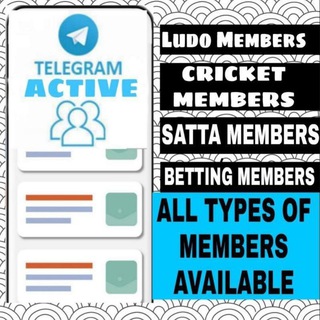 TELEGRAM
ACTIVE
Ludo Members
CRICKET
MEMBERS
SATTA MEMBERS
BETTING MEMBERS
ALL TYPES OF
MEMBERS
AVAILABLE